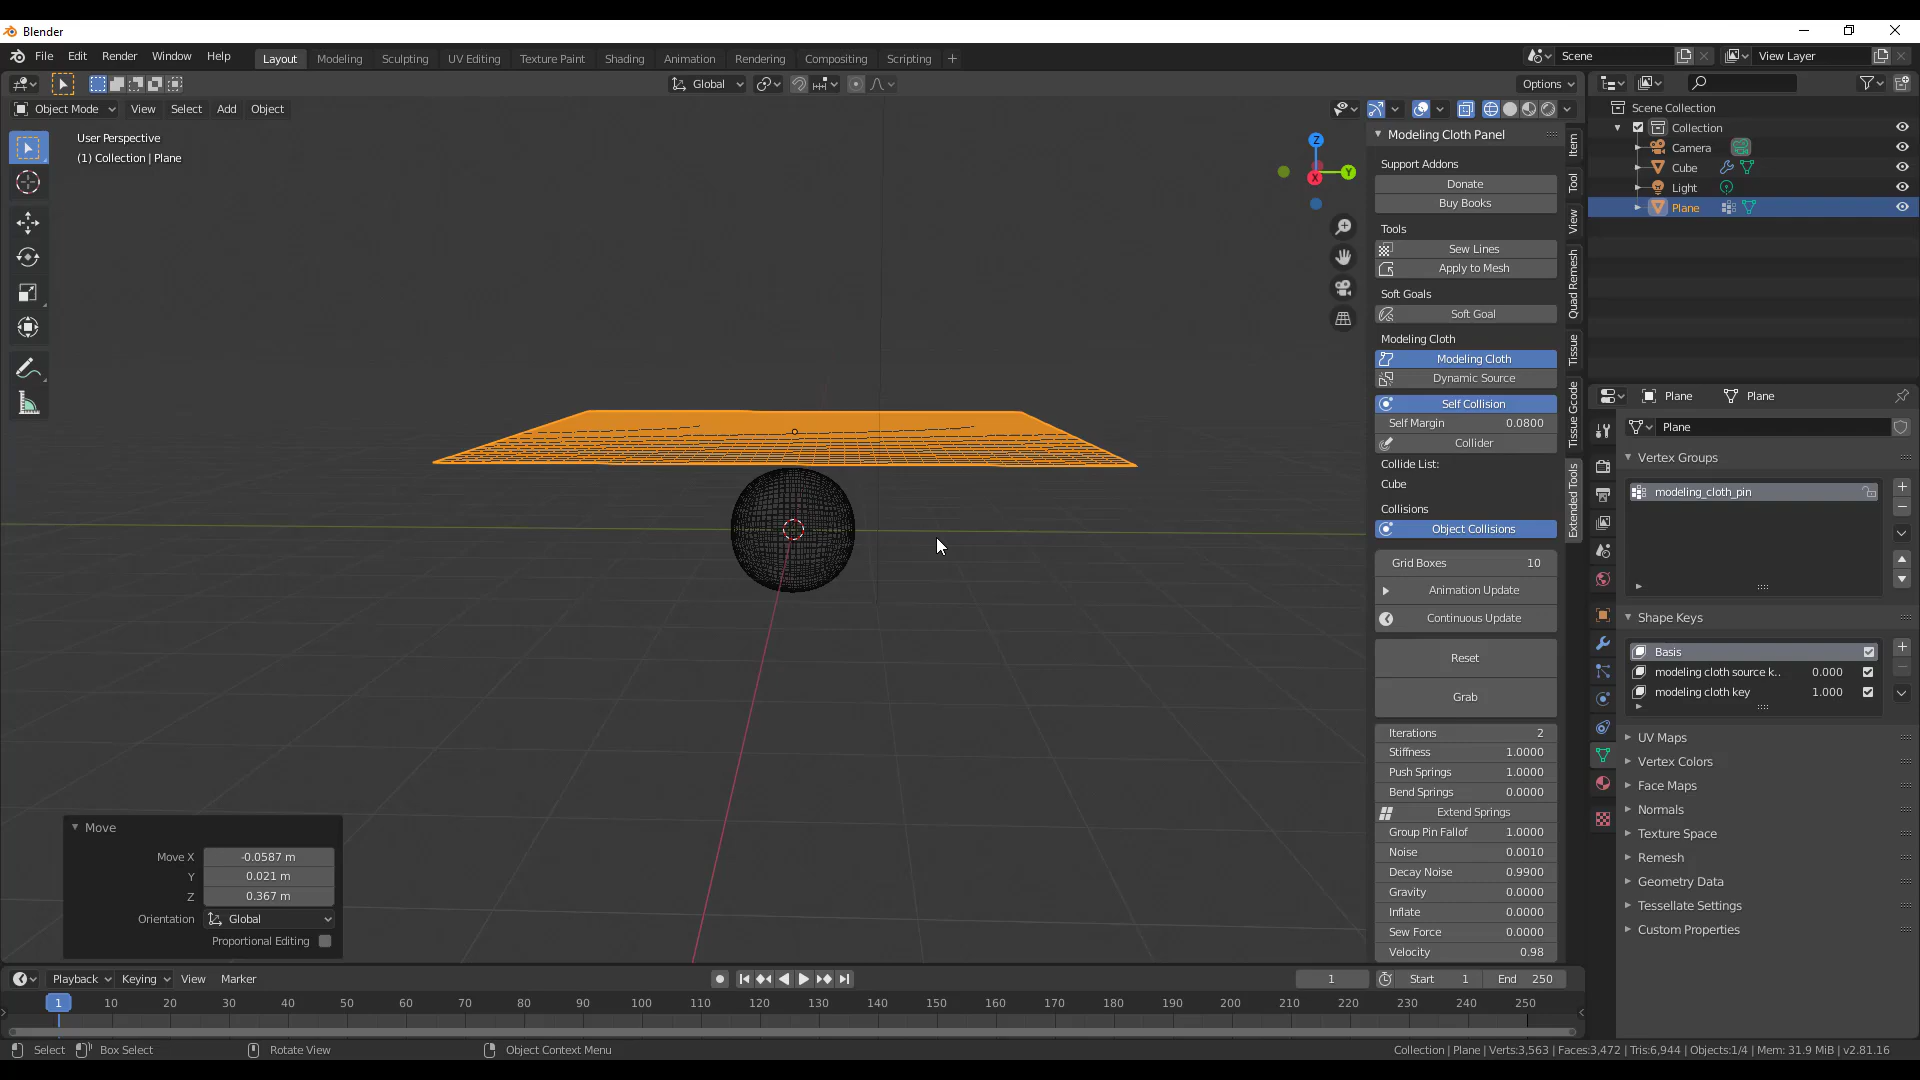 Blender
File Edit Render Window Help Layout Modeling Sculpting UV Editing Texture Paint Shading Animation Rendering Compositing Scripting + Scene View Layer
Global Options
Object Mode View Select Add Object
User Perspective
(1) Collection | Plane
Z
Y
X
Modeling Cloth Panel
Support Addons
Donate
Buy Books
Tools
Sew Lines
Apply to Mesh
Soft Goals
Soft Goal
Modeling Cloth
Modeling Cloth
Dynamic Source
Self Collision
Self Margin 0.0800
Collider
Collide List:
Cube
Collisions
Object Collisions
Grid Boxes 10
Animation Update
Continuous Update
Reset
Grab
Iterations 2
Stiffness 1.0000
Push Springs 1.0000
Bend Springs 0.0000
Extend Springs
Group Pin Fallof 1.0000
Noise 0.0010
Decay Noise 0.9900
Gravity 0.0000
Inflate 0.0000
Sew Force 0.0000
Velocity 0.98
Item
Tool
View
Quad Remesh
Tissue
Tissue Gcode
Extended Tools
Scene Collection
Collection
Camera
Cube
Light
Plane
Plane Plane
Plane
Vertex Groups
modeling_cloth_pin
Shape Keys
Basis
modeling cloth source k.. 0.000
modeling cloth key 1.000
UV Maps
Vertex Colors
Face Maps
Normals
Texture Space
Remesh
Geometry Data
Tessellate Settings
Custom Properties
Move
Move X -0.0587 m
Y 0.021 m
Z 0.367 m
Orientation Global
Proportional Editing
Playback Keying View Marker 1 Start 1 End 250
1 10 20 30 40 50 60 70 80 90 100 110 120 130 140 150 160 170 180 190 200 210 220 230 240 250
Select Box Select Rotate View Object Context Menu Collection | Plane | Verts:3,563 | Faces:3,472 | Tris:6,944 | Objects:1/4 | Mem: 31.9 MiB | v2.81.16